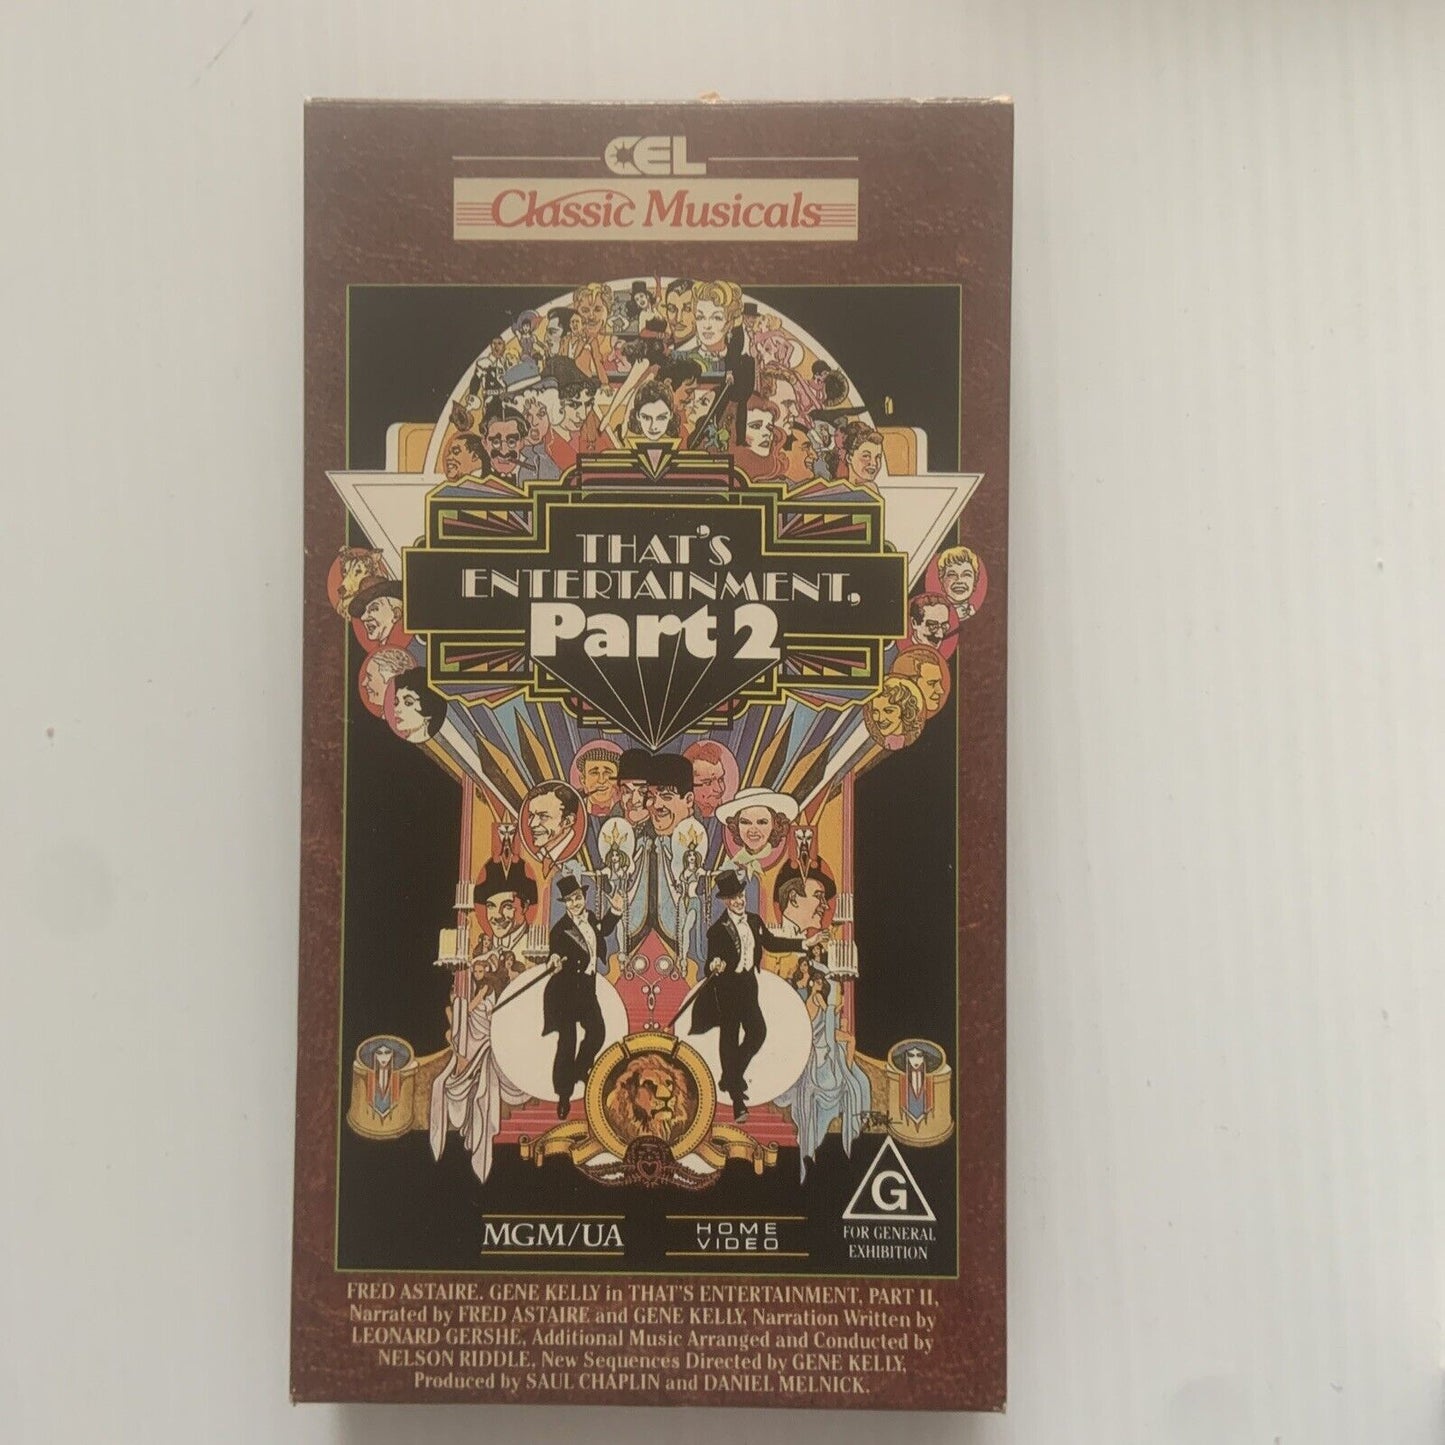 CEL
Classic Musicals
THAT'S
ENTERTAINMENT,
Part 2
MGM/UA
HOME
VIDEO
G
FOR GENERAL
EXHIBITION
FRED ASTAIRE, GENE KELLY in THAT'S ENTERTAINMENT, PART II,
Narrated by FRED ASTAIRE and GENE KELLY, Narration Written by
LEONARD GERSHE, Additional Music Arranged and Conducted by
NELSON RIDDLE, New Sequences Directed by GENE KELLY,
Produced by SAUL CHAPLIN and DANIEL MELNICK.